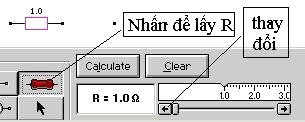 1.0
Nhấn để lấy R
thay
đổi
Calculate
Clear
R = 1.0 Ω
1.0 2.0 3.0